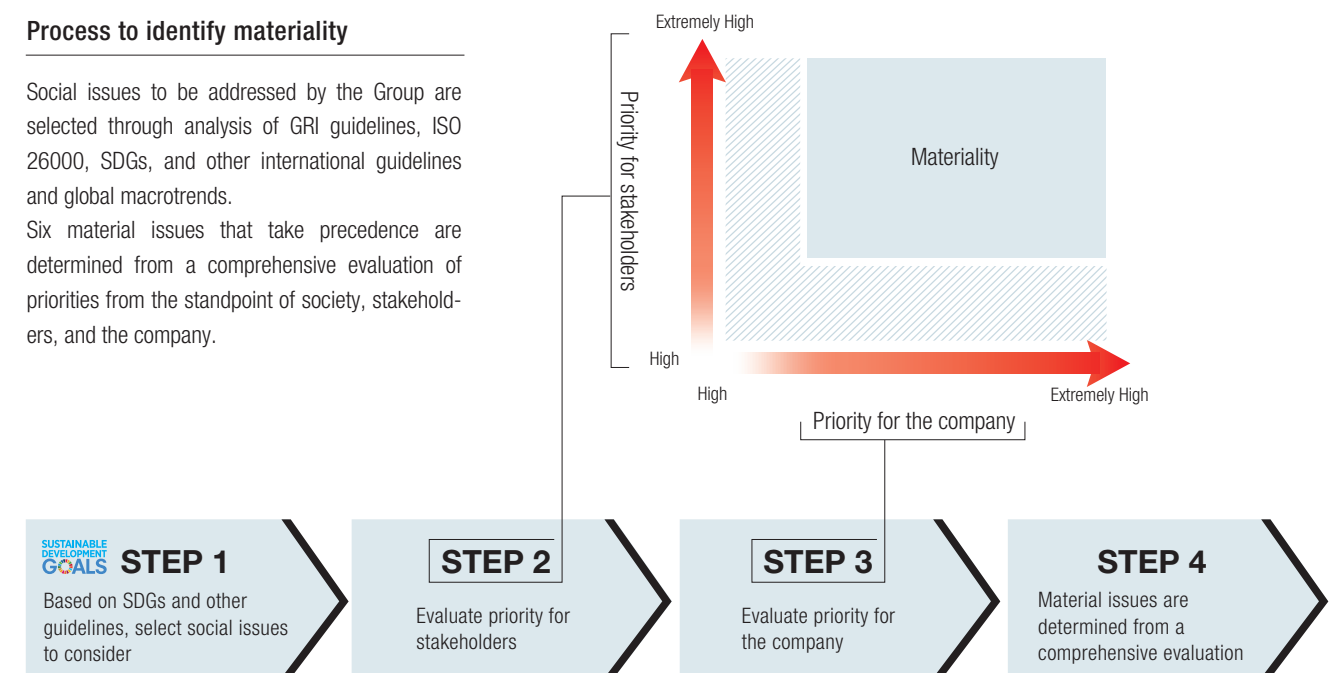 Process to identify materiality
Social issues to be addressed by the Group are
selected through analysis of GRI guidelines, ISO
26000, SDGs, and other international guidelines
and global macrotrends.
Six material issues that take precedence are
determined from a comprehensive evaluation of
priorities from the standpoint of society, stakehold-
ers, and the company.
Extremely High
Priority for stakeholders
Materiality
High
High
Extremely High
Priority for the company
SUSTAINABLE
DEVELOPMENT
GOALS
STEP 1
Based on SDGs and other
guidelines, select social issues
to consider
STEP 2
Evaluate priority for
stakeholders
STEP 3
Evaluate priority for
the company
STEP 4
Material issues are
determined from a
comprehensive evaluation